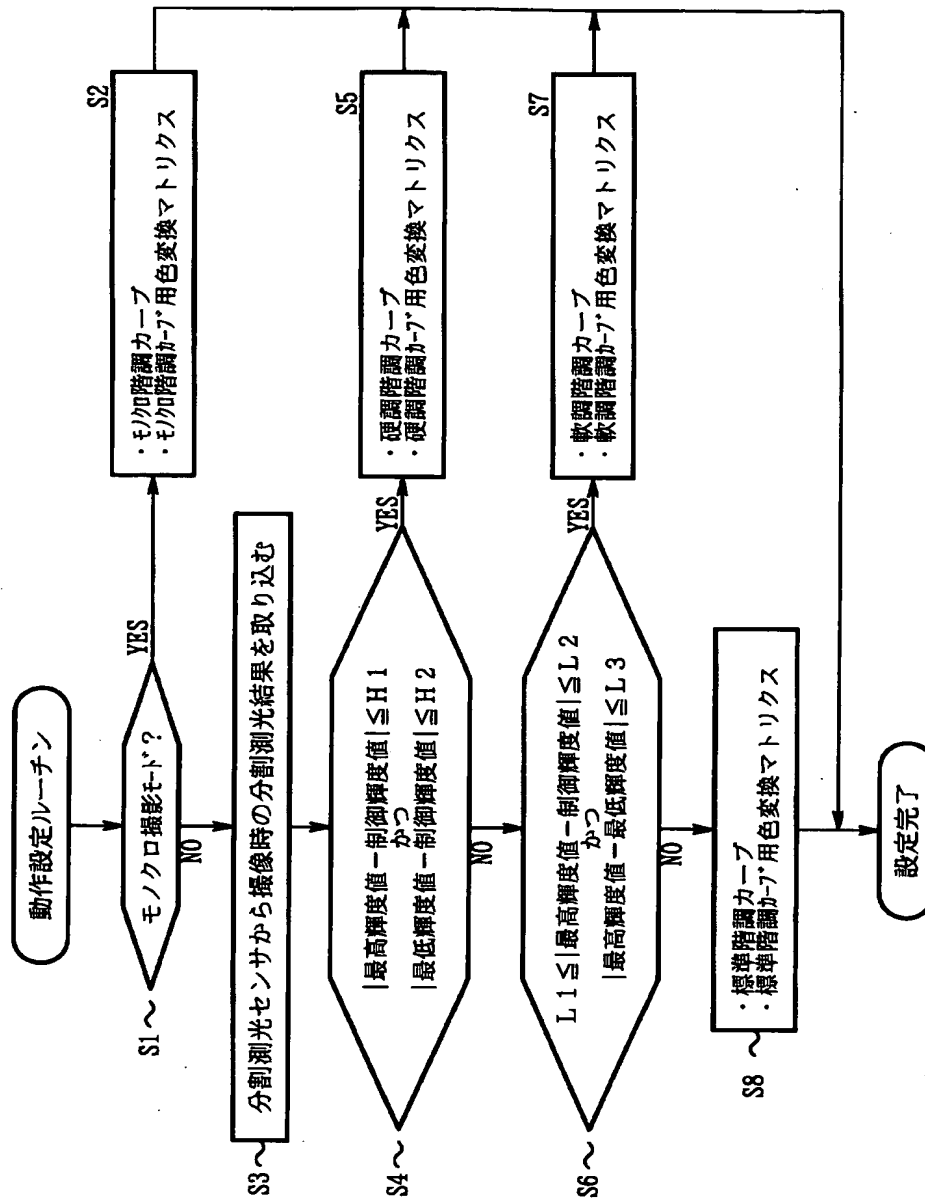 動作設定ルーチン
S1
モノクロ撮影モード?
YES
NO
S2
・モノクロ階調カーブ
・モノクロ階調カーブ用色変換マトリクス
S3
分割測光センサから撮像時の分割測光結果を取り込む
S4
|最高輝度値-制御輝度値|≦H1
かつ
|最低輝度値-制御輝度値|≦H2
YES
NO
S5
・硬調階調カーブ
・硬調階調カーブ用色変換マトリクス
S6
L1≦|最高輝度値-制御輝度値|≦L2
かつ
|最高輝度値-最低輝度値|≦L3
YES
NO
S7
・軟調階調カーブ
・軟調階調カーブ用色変換マトリクス
S8
・標準階調カーブ
・標準階調カーブ用色変換マトリクス
設定完了